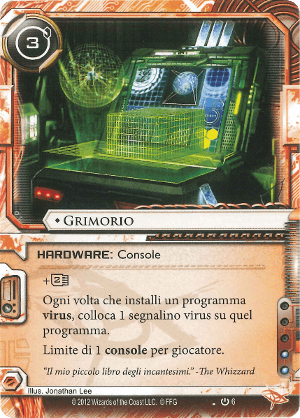 3
GRIMORIO
HARDWARE: Console
+2
Ogni volta che installi un programma
virus, colloca 1 segnalino virus su quel
programma.
Limite di 1 console per giocatore.
"Il mio piccolo libro degli incantesimi." -The Whizzard
Illus. Jonathan Lee
© 2012 Wizards of the Coast LLC. © FFG 6